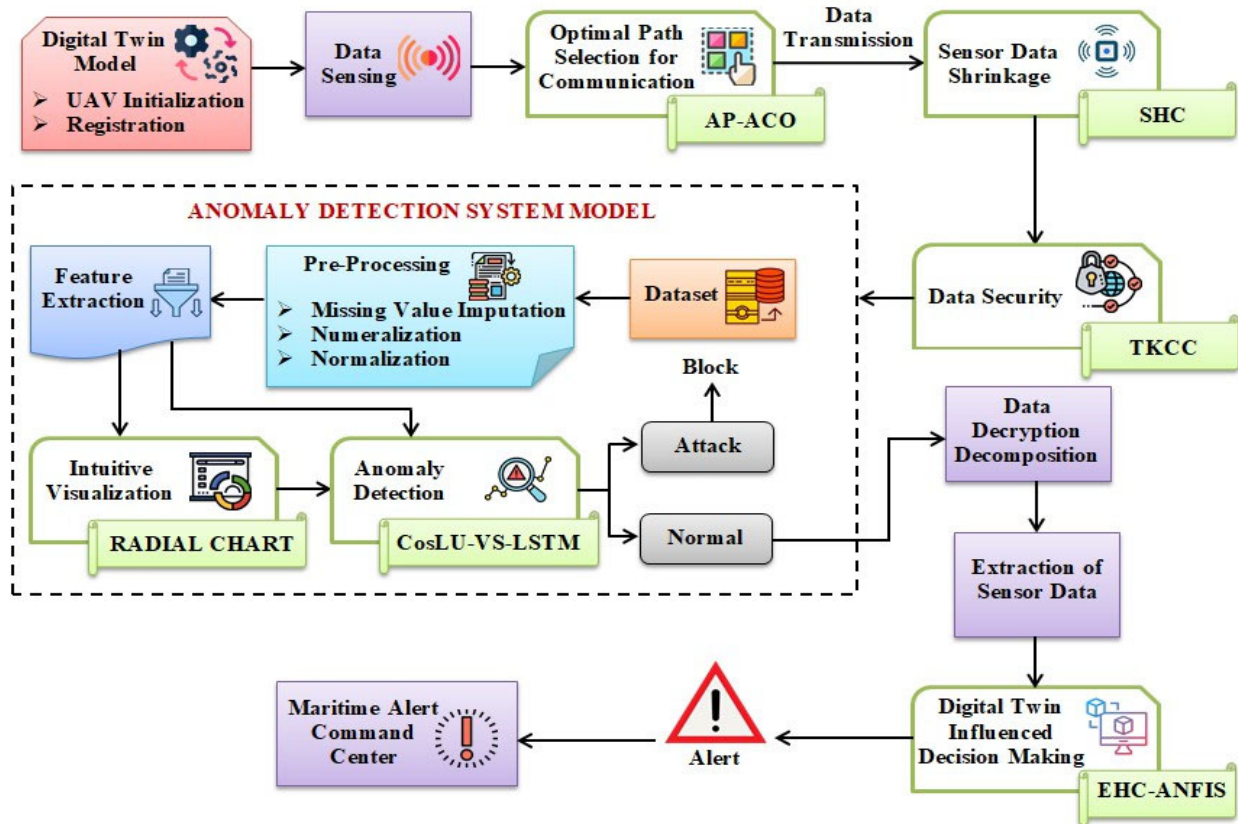 Digital Twin
Model
➢ UAV Initialization
➢ Registration
Data
Sensing
Optimal Path
Selection for
Communication
AP-ACO
Data
Transmission
Sensor Data
Shrinkage
SHC
Data Security
TKCC
ANOMALY DETECTION SYSTEM MODEL
Dataset
Pre-Processing
➢ Missing Value Imputation
➢ Numeralization
➢ Normalization
Feature
Extraction
Intuitive
Visualization
RADIAL CHART
Anomaly
Detection
CosLU-VS-LSTM
Block
Attack
Normal
Data
Decryption
Decomposition
Extraction of
Sensor Data
Digital Twin
Influenced
Decision Making
EHC-ANFIS
Alert
Maritime Alert
Command
Center